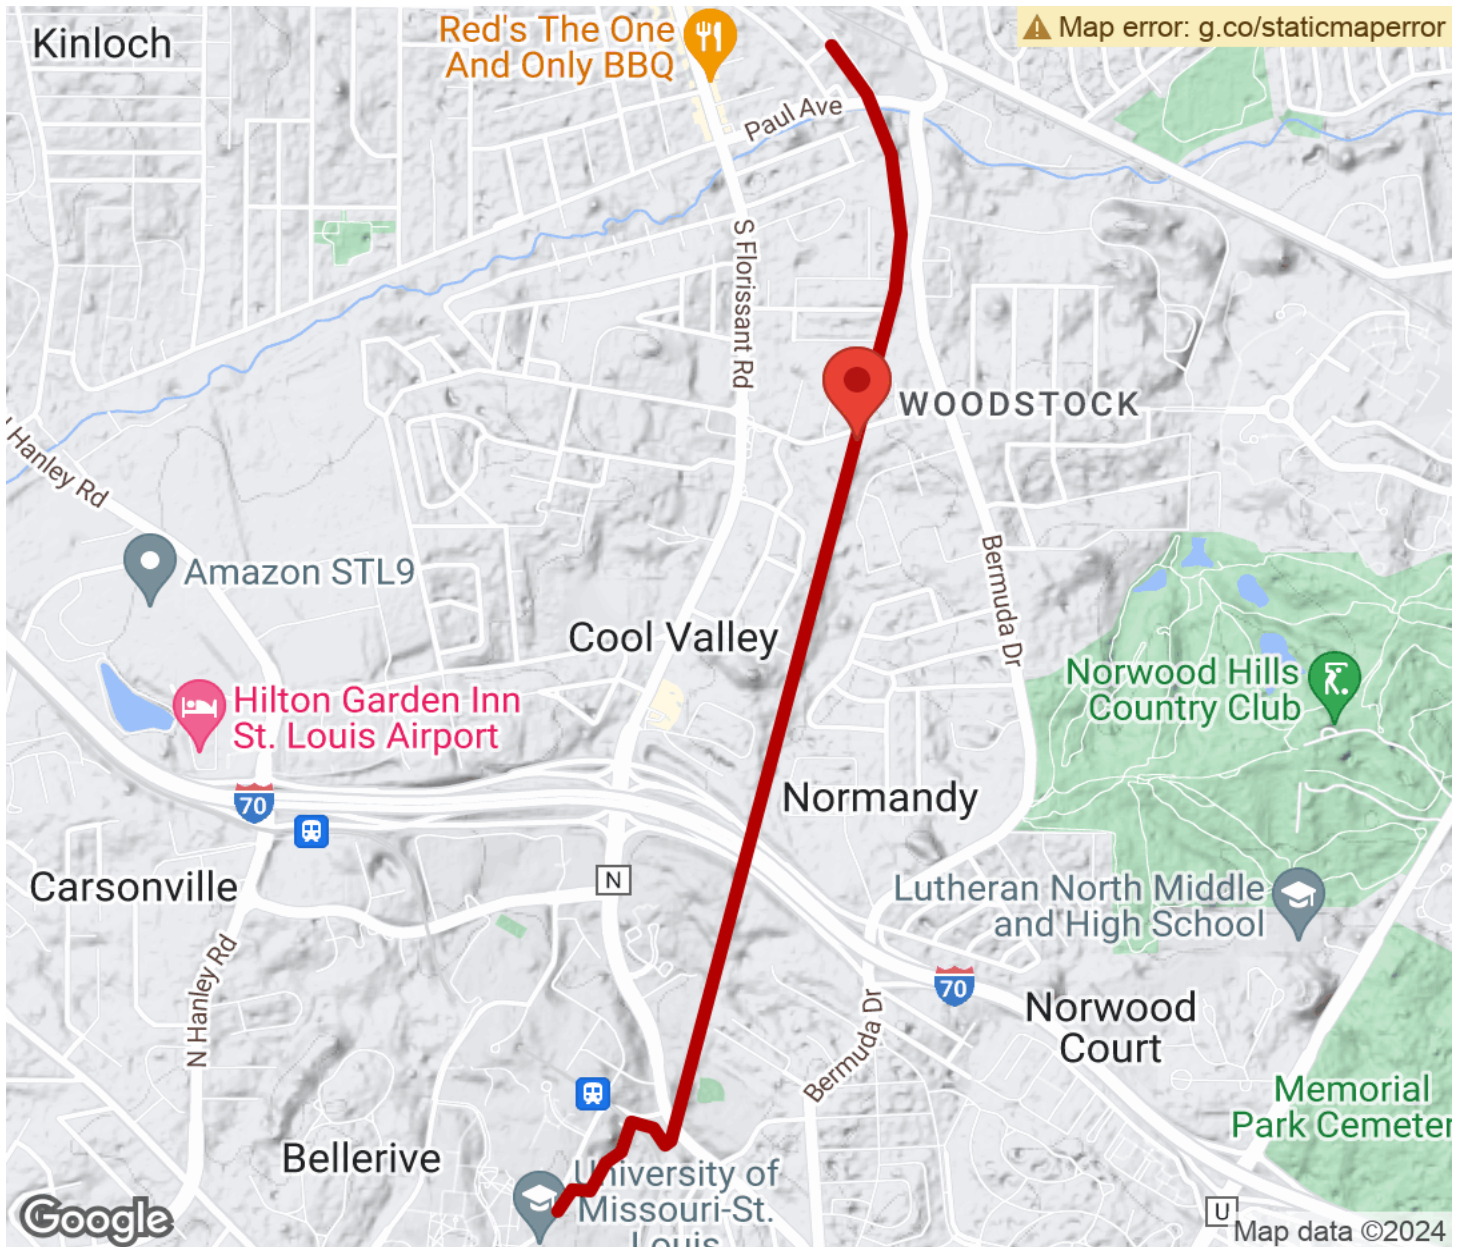 Kinloch
Red's The One
And Only BBQ
Map error: g.co/staticmaperror
Paul Ave
S Florissant Rd
WOODSTOCK
Hanley Rd
Amazon STL9
Bermuda Dr
Cool Valley
Norwood Hills
Country Club
Hilton Garden Inn
St. Louis Airport
70
Normandy
N
Carsonville
Lutheran North Middle
and High School
N Hanley Rd
70
Norwood
Court
Bermuda Dr
Memorial
Park Cemeter
Bellerive
University of
Missouri-St.
Louis
Google
U
Map data ©2024